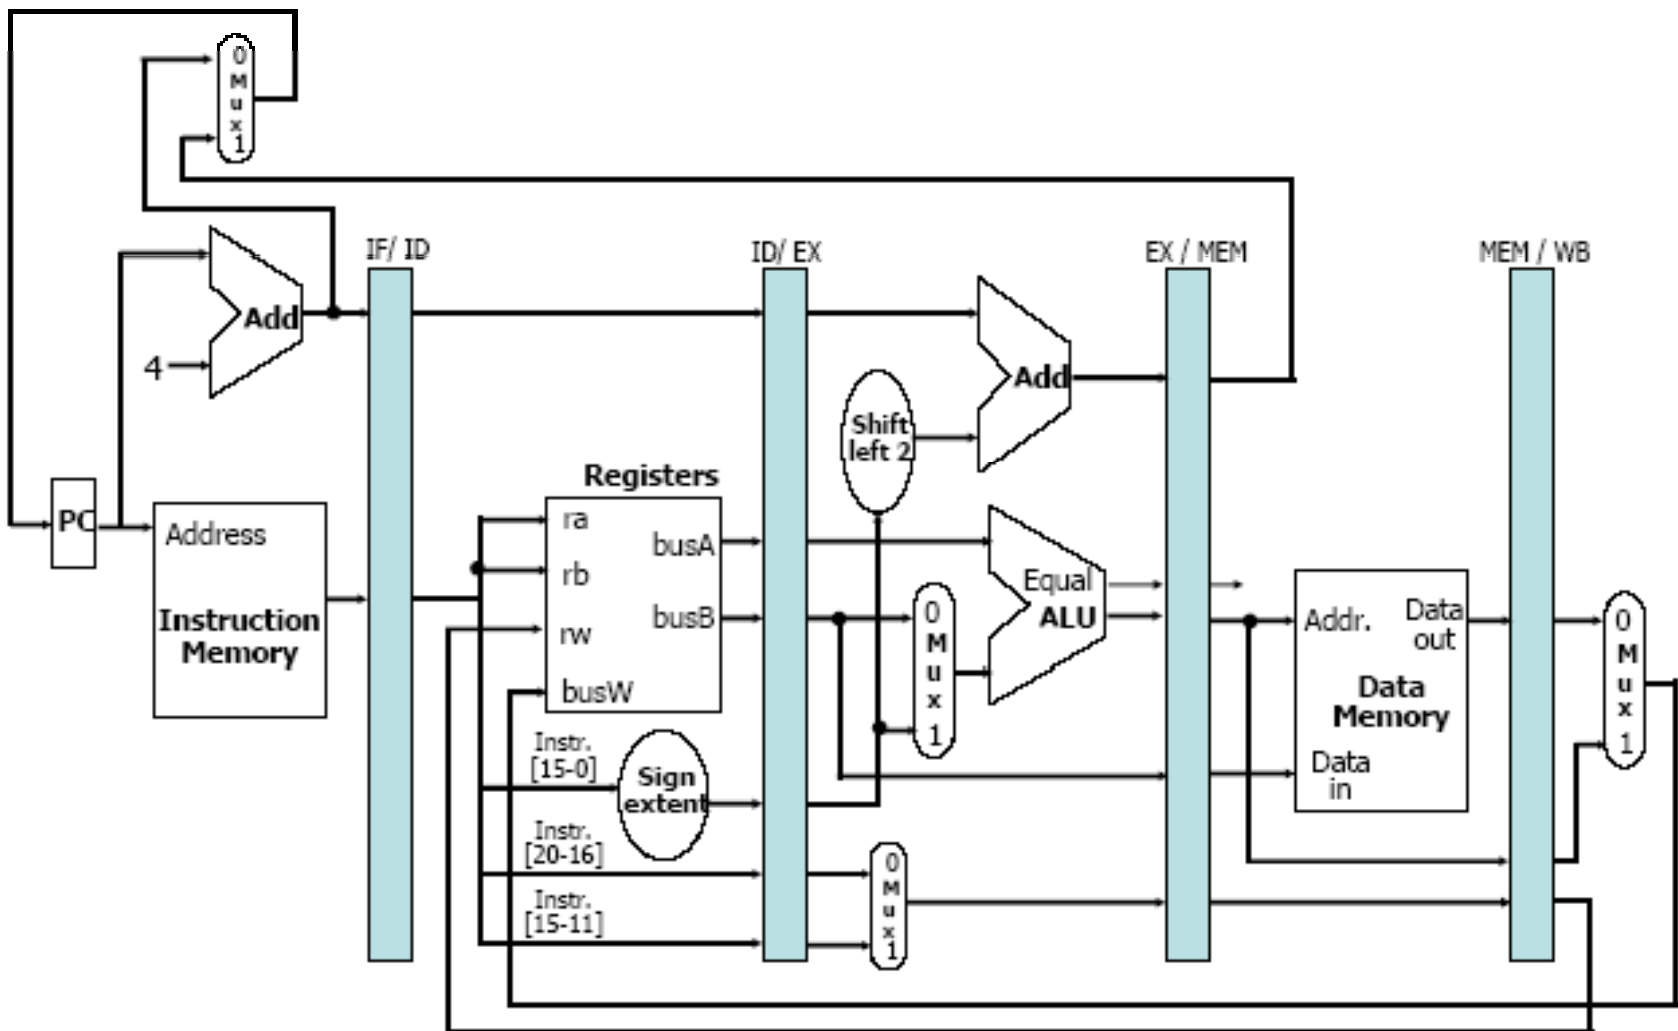 0
M
u
x
1
IF/ ID
ID/ EX
EX / MEM
MEM / WB
Add
4
Add
Shift
left 2
Registers
PC
Address
Instruction
Memory
ra
rb
rw
busW
busA
busB
0
M
u
x
1
Equal
ALU
Addr.
Data
out
Data
Memory
Data
in
0
M
u
x
1
Instr.
[15-0]
Sign
extent
Instr.
[20-16]
Instr.
[15-11]
0
M
u
x
1